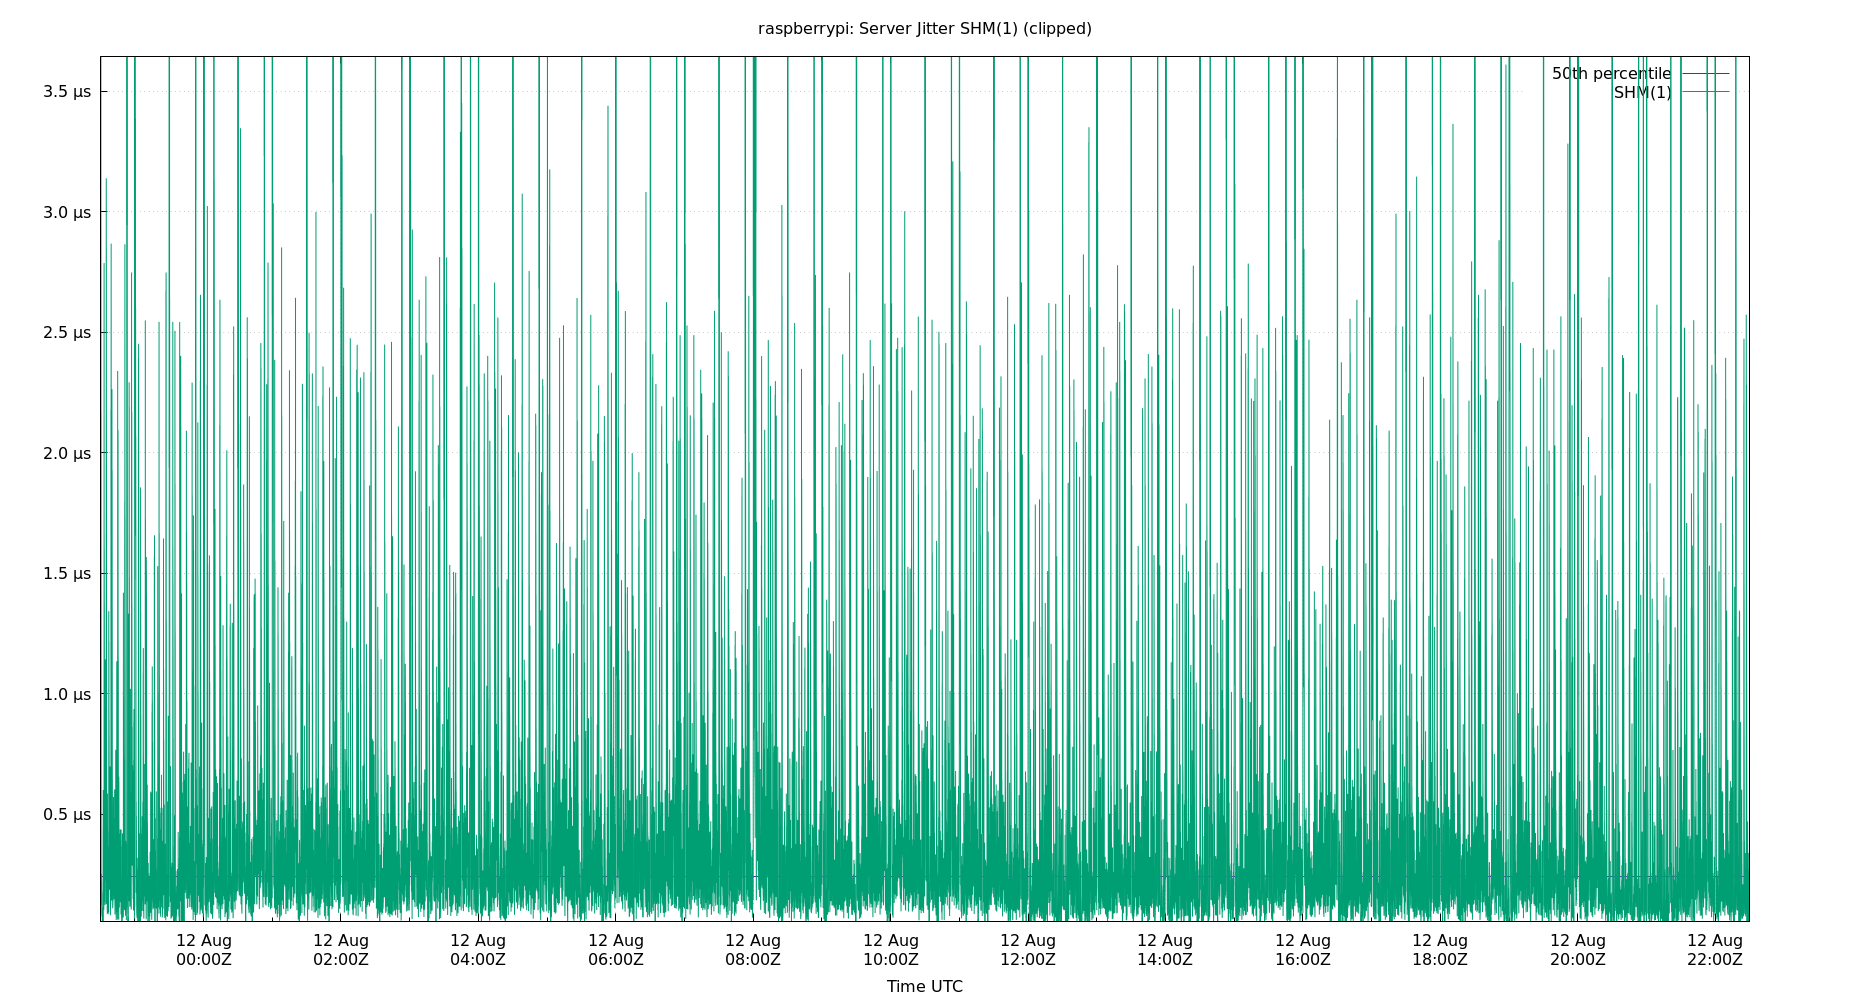 raspberrypi: Server Jitter SHM(1) (clipped)
50th percentile
SHM(1)
3.5 µs
3.0 µs
2.5 µs
2.0 µs
1.5 µs
1.0 µs
0.5 µs
12 Aug 12 Aug 12 Aug 12 Aug 12 Aug 12 Aug 12 Aug 12 Aug 12 Aug 12 Aug 12 Aug 12 Aug
00:00Z 02:00Z 04:00Z 06:00Z 08:00Z 10:00Z 12:00Z 14:00Z 16:00Z 18:00Z 20:00Z 22:00Z
Time UTC